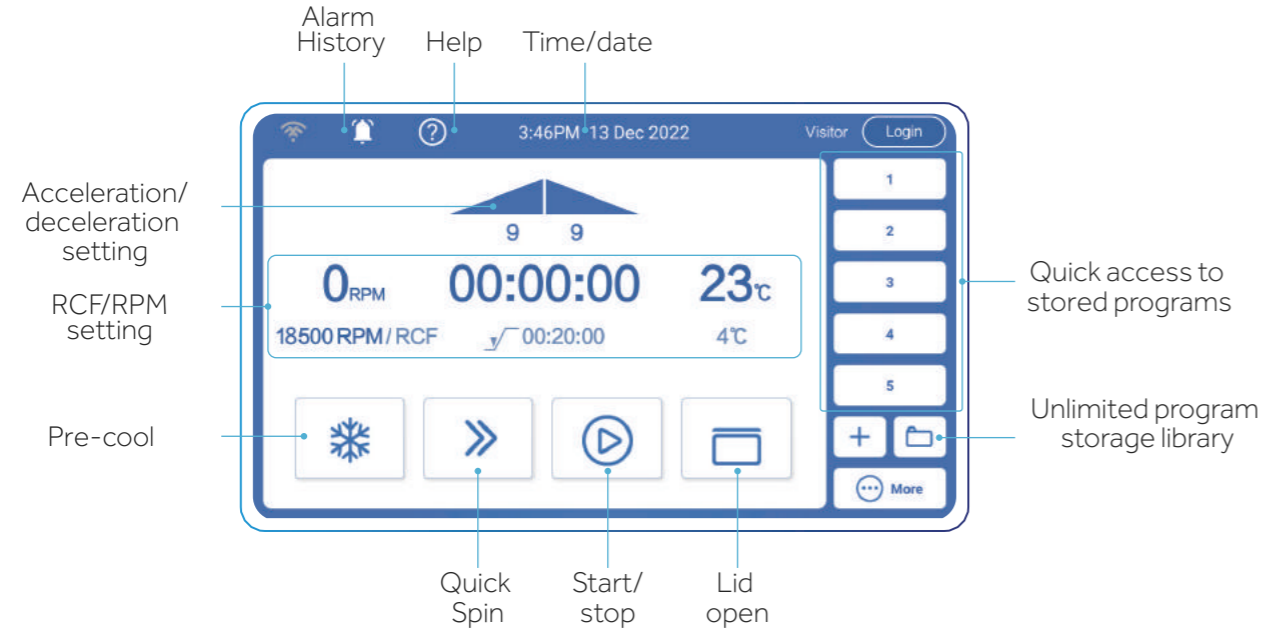 Alarm
History
Help
Time/date
3:46PM 13 Dec 2022
Visitor
Login
Acceleration/
deceleration
setting
9 9
RCF/RPM
setting
0RPM 00:00:00 23℃
18500 RPM/RCF 00:20:00 4℃
1
2
3
4
5
Quick access to
stored programs
Pre-cool
Unlimited program
storage library
More
Quick
Spin
Start/
stop
Lid
open